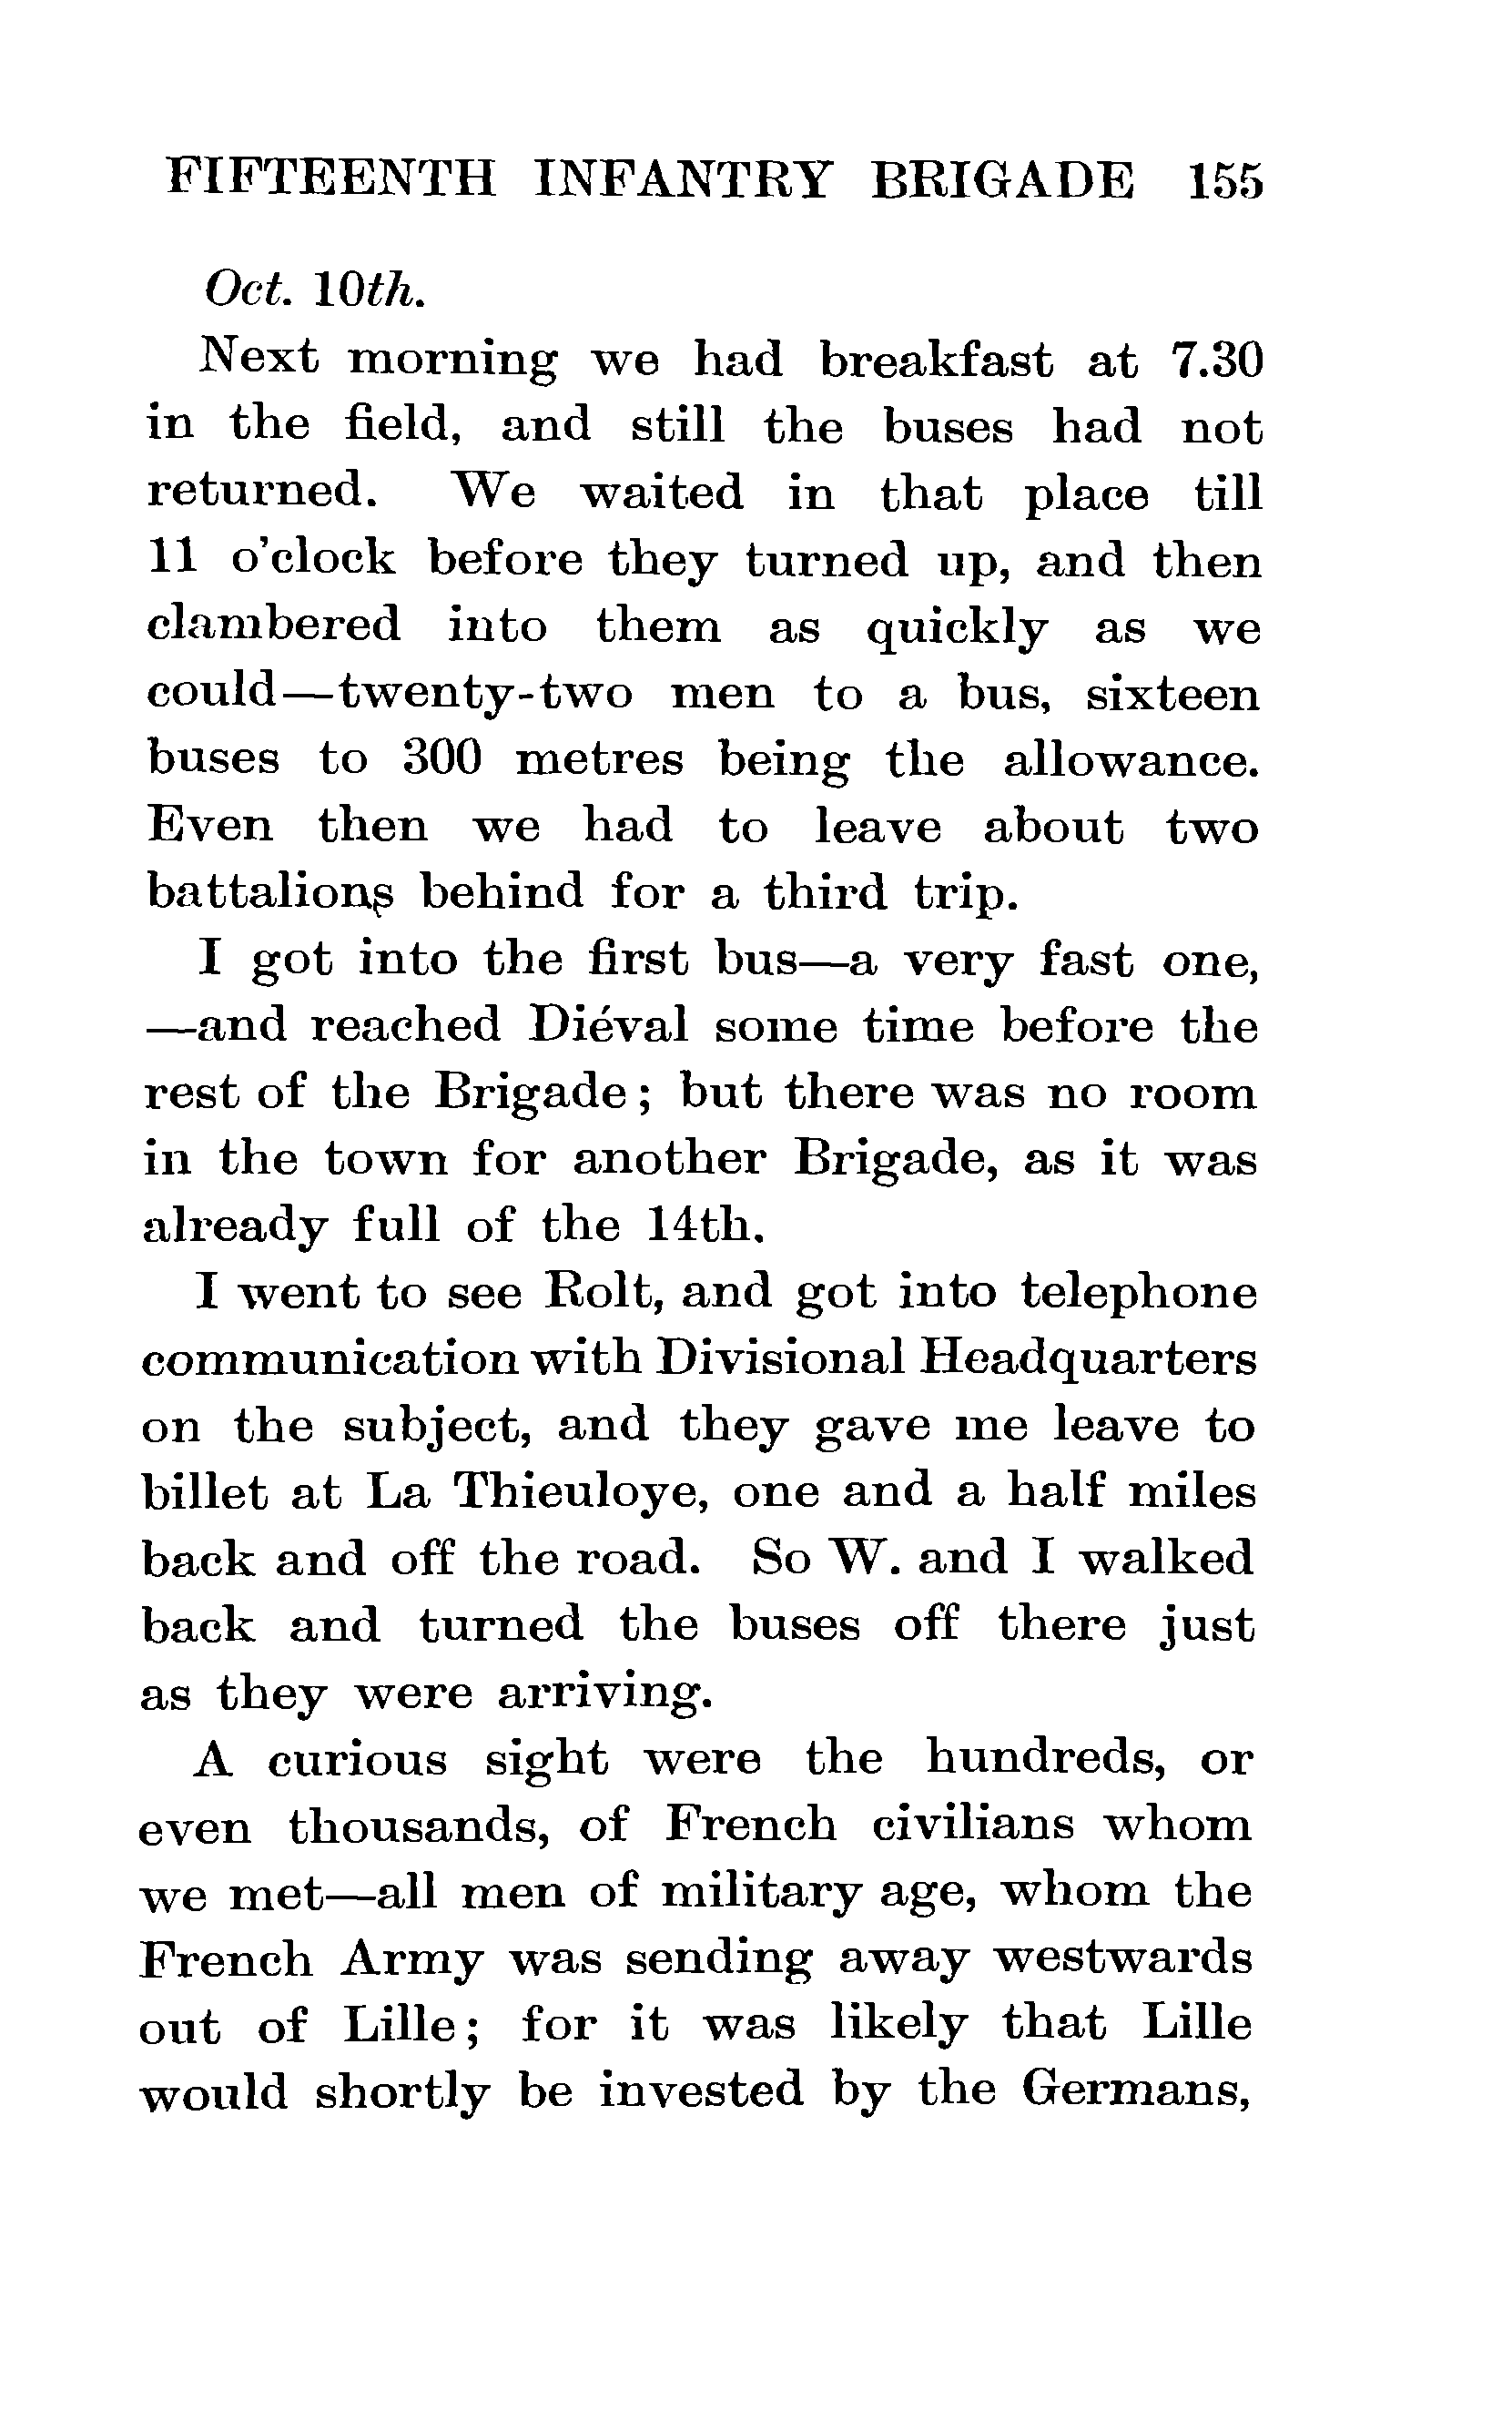 FIFTEENTH INFANTRY BRIGADE 155
Oct. 10th.
Next morning we had breakfast at 7.30
in the field, and still the buses had not
returned. We waited in that place till
11 o'clock before they turned up, and then
clambered into them as quickly as we
could—twenty-two men to a bus, sixteen
buses to 300 metres being the allowance.
Even then we had to leave about two
battalions behind for a third trip.
I got into the first bus—a very fast one,
—and reached Diéval some time before the
rest of the Brigade; but there was no room
in the town for another Brigade, as it was
already full of the 14th.
I went to see Rolt, and got into telephone
communication with Divisional Headquarters
on the subject, and they gave me leave to
billet at La Thieuloye, one and a half miles
back and off the road. So W. and I walked
back and turned the buses off there just
as they were arriving.
A curious sight were the hundreds, or
even thousands, of French civilians whom
we met—all men of military age, whom the
French Army was sending away westwards
out of Lille; for it was likely that Lille
would shortly be invested by the Germans,